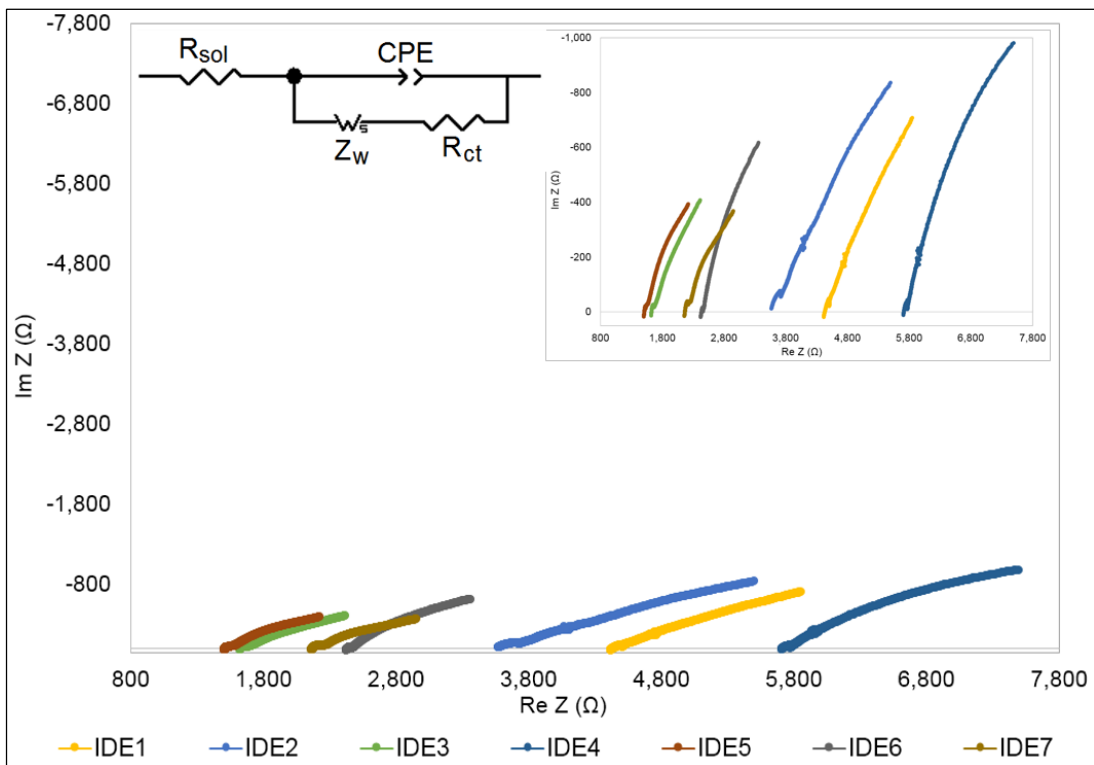 -7,800
-6,800
-5,800
-4,800
-3,800
-2,800
-1,800
-800
Im Z (Ω)
R_sol
CPE
Z_W
s
R_ct
-1,000
-800
-600
-400
-200
0
Im Z (Ω)
800 1,800 2,800 3,800 4,800 5,800 6,800 7,800
Re Z (Ω)
800 1,800 2,800 3,800 4,800 5,800 6,800 7,800
Re Z (Ω)
IDE1 IDE2 IDE3 IDE4 IDE5 IDE6 IDE7